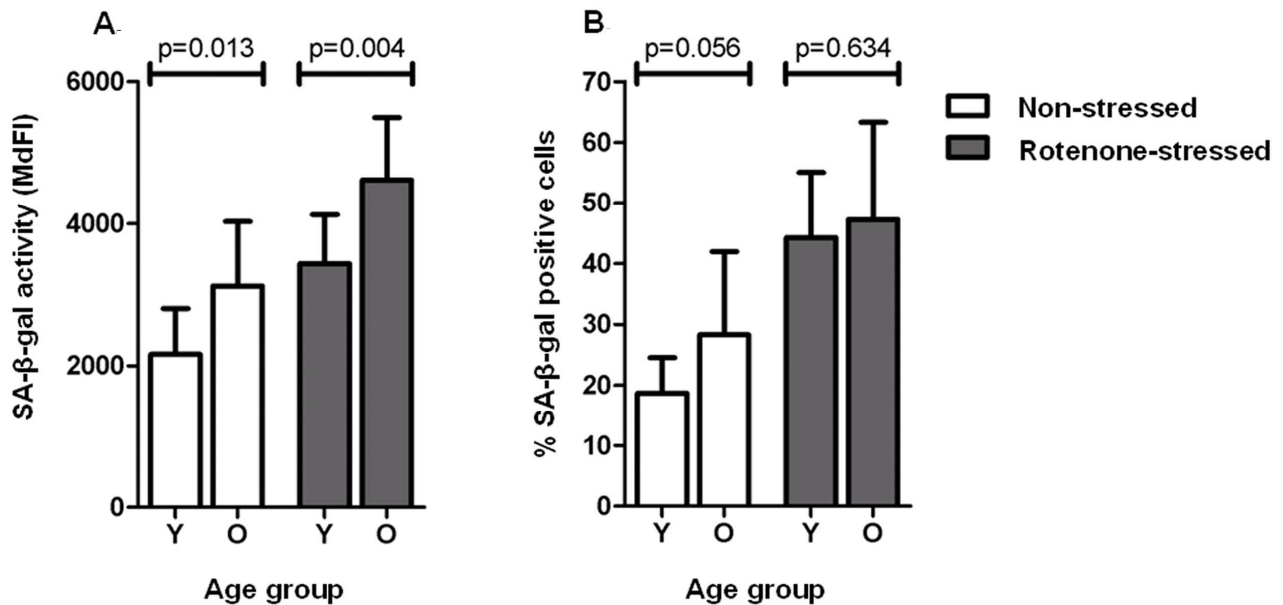 A
p=0.013 p=0.004
6000
4000
2000
0
SA-β-gal activity (MdFI)
Y O Y O
Age group
B
p=0.056 p=0.634
70
60
50
40
30
20
10
0
% SA-β-gal positive cells
Y O Y O
Age group
Non-stressed
Rotenone-stressed